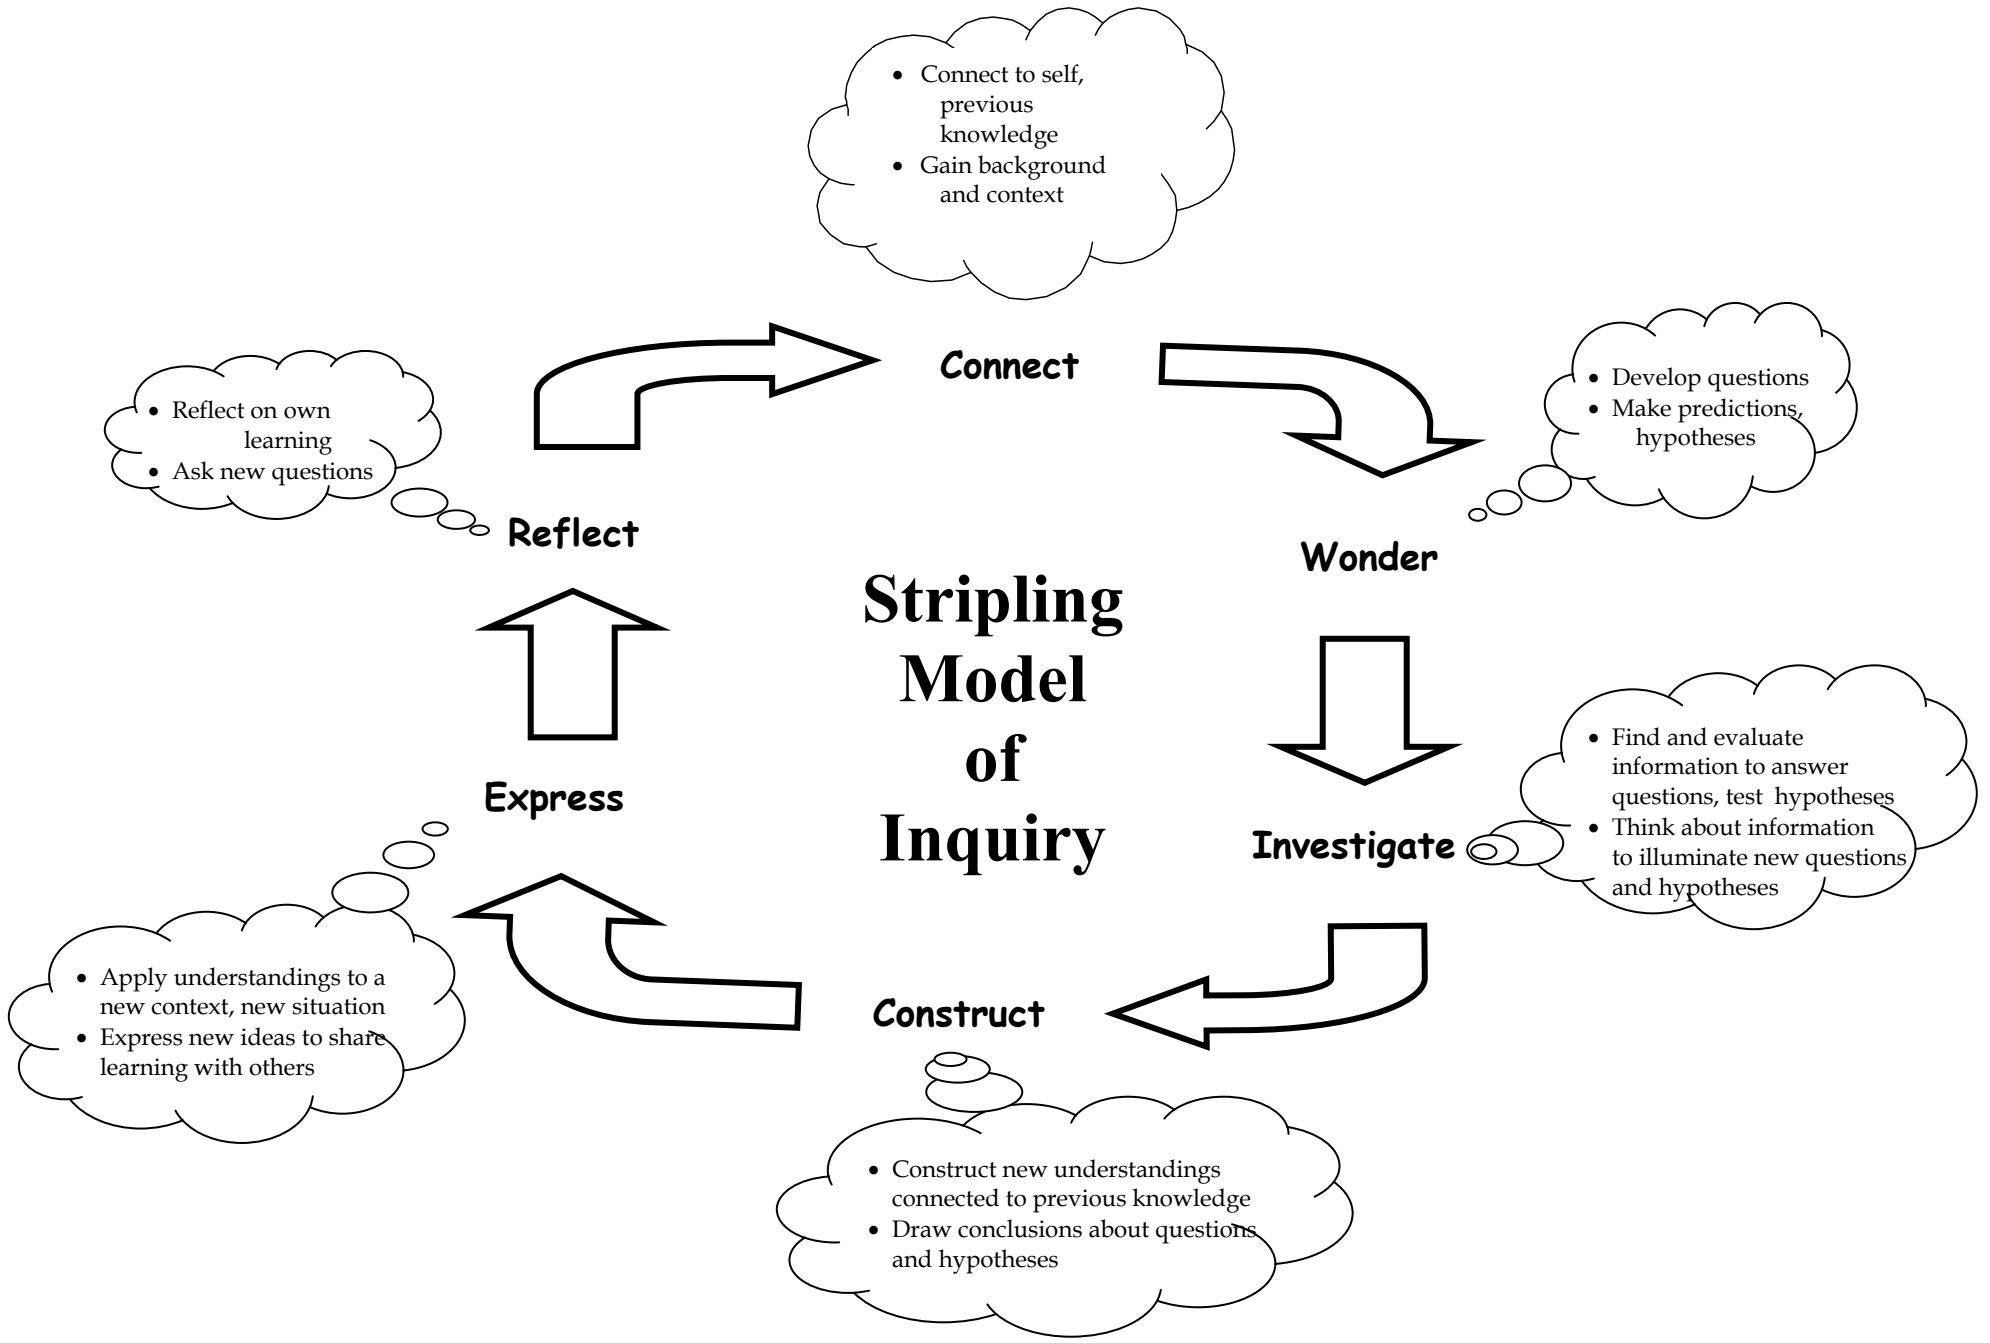 • Connect to self,
previous
knowledge
• Gain background
and context
Connect
• Develop questions
• Make predictions,
hypotheses
Wonder
• Find and evaluate
information to answer
questions, test hypotheses
• Think about information
to illuminate new questions
and hypotheses
Investigate
Construct
• Construct new understandings
connected to previous knowledge
• Draw conclusions about questions
and hypotheses
Express
• Apply understandings to a
new context, new situation
• Express new ideas to share
learning with others
Reflect
• Reflect on own
learning
• Ask new questions
Stripling
Model
of
Inquiry